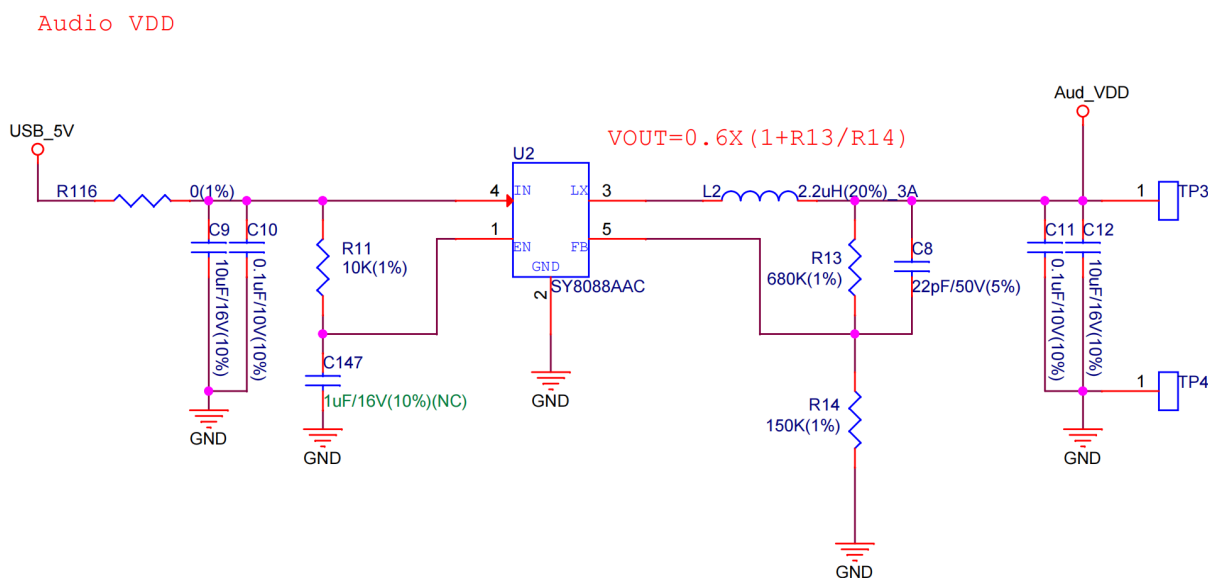 Audio VDD
Aud_VDD
USB_5V
VOUT=0.6X(1+R13/R14)
U2
R116
0(1%)
4
IN
LX
3
L2
2.2uH(20%)_3A
1
TP3
C9
10uF/16V(10%)
C10
0.1uF/10V(10%)
R11
10K(1%)
1
EN
FB
5
GND
2
SY8088AAC
R13
680K(1%)
C8
22pF/50V(5%)
C11
0.1uF/10V(10%)
C12
10uF/16V(10%)
C147
1uF/16V(10%)(NC)
1
TP4
R14
150K(1%)
GND
GND
GND
GND
GND